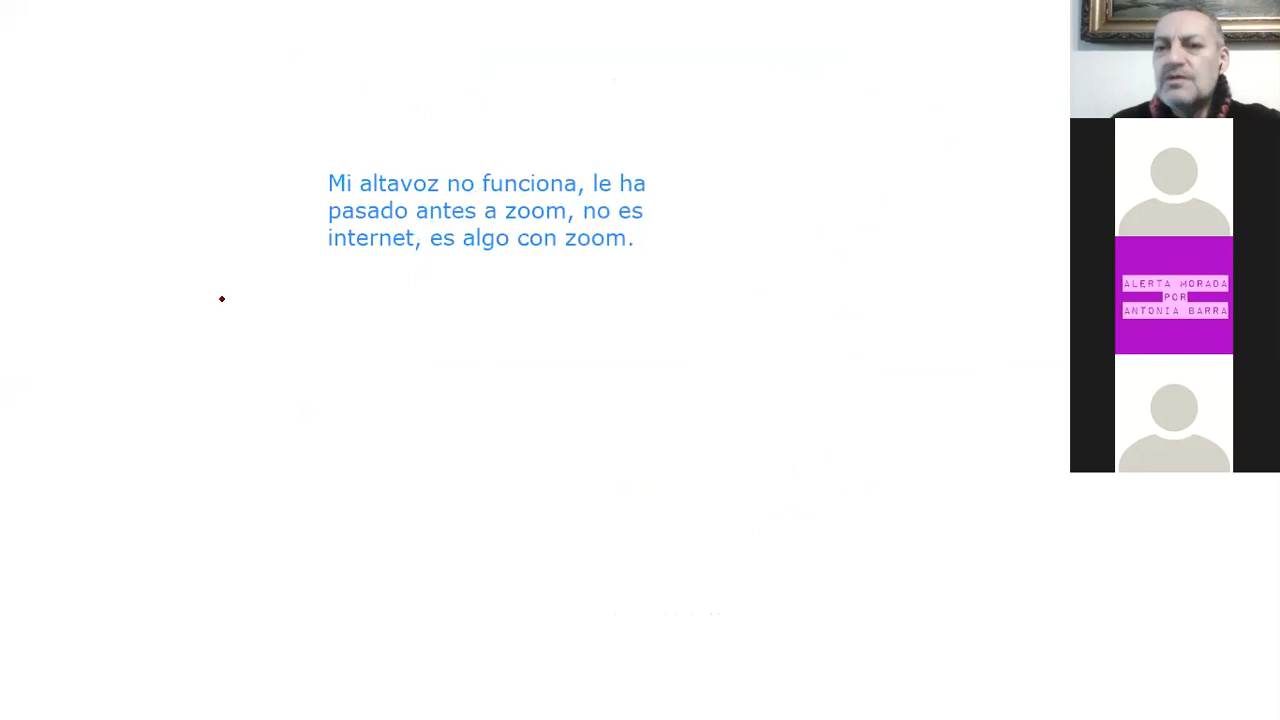 Mi altavoz no funciona, le ha
pasado antes a zoom, no es
internet, es algo con zoom.
ALERTA MORADA
POR
ANTONIA BARRA